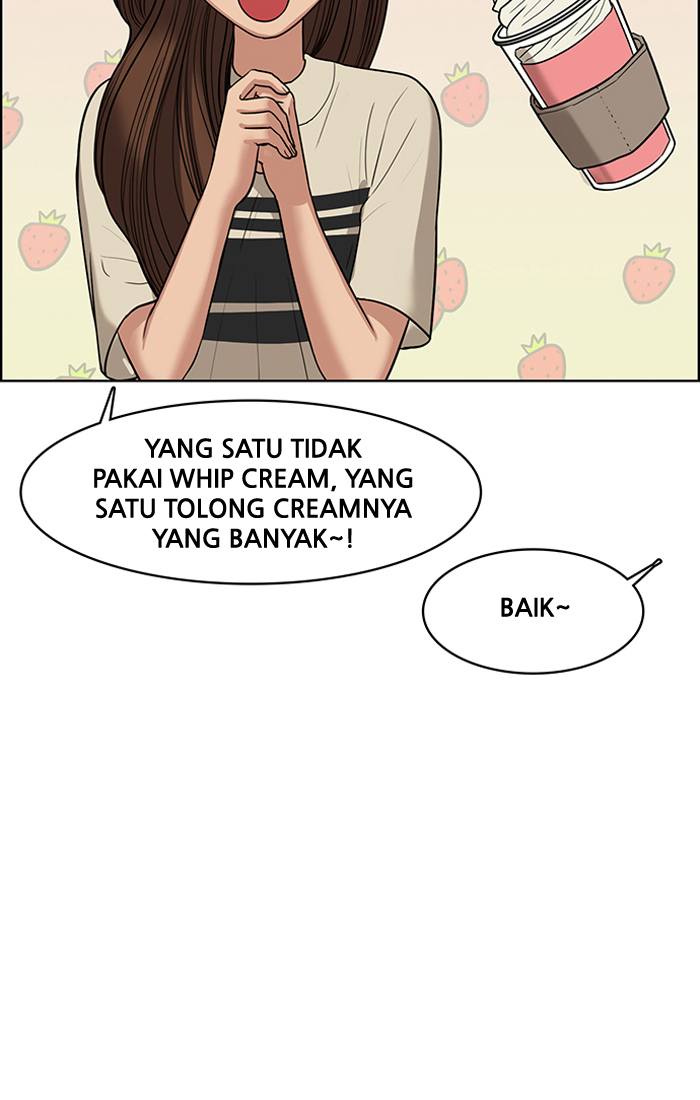 YANG SATU TIDAK
PAKAI WHIP CREAM, YANG
SATU TOLONG CREAMNYA
YANG BANYAK~!
BAIK~